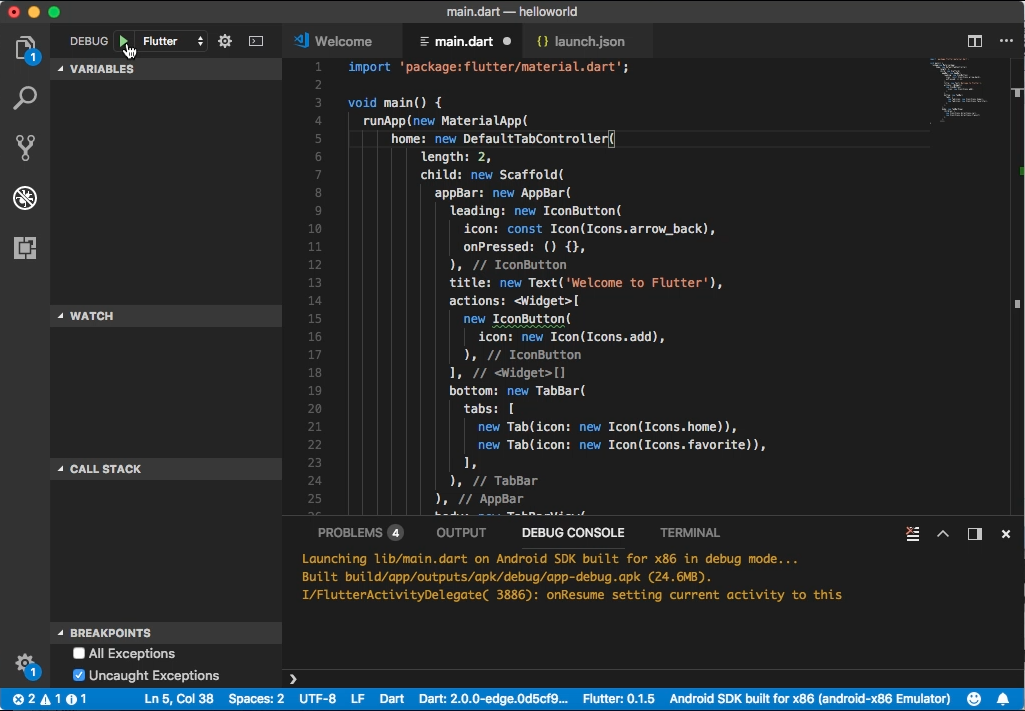 main.dart — helloworld
DEBUG Flutter
Welcome main.dart launch.json
1
VARIABLES
1 import 'package:flutter/material.dart';
2
3 void main() {
4 runApp(new MaterialApp(
5 home: new DefaultTabController(
6 length: 2,
7 child: new Scaffold(
8 appBar: new AppBar(
9 leading: new IconButton(
10 icon: const Icon(Icons.arrow_back),
11 onPressed: () {},
12 ), // IconButton
13 title: new Text('Welcome to Flutter'),
14 actions: <Widget>[
15 new IconButton(
16 icon: new Icon(Icons.add),
17 ), // IconButton
18 ], // <Widget>[]
19 bottom: new TabBar(
20 tabs: [
21 new Tab(icon: new Icon(Icons.home)),
22 new Tab(icon: new Icon(Icons.favorite)),
23 ],
24 ), // TabBar
25 ), // AppBar
26 body: new TabBarView(
WATCH
CALL STACK
BREAKPOINTS
All Exceptions
Uncaught Exceptions
1
PROBLEMS 4 OUTPUT DEBUG CONSOLE TERMINAL
Launching lib/main.dart on Android SDK built for x86 in debug mode...
Built build/app/outputs/apk/debug/app-debug.apk (24.6MB).
I/FlutterActivityDelegate( 3886): onResume setting current activity to this
2 1 1 Ln 5, Col 38 Spaces: 2 UTF-8 LF Dart Dart: 2.0.0-edge.0d5cf9... Flutter: 0.1.5 Android SDK built for x86 (android-x86 Emulator)